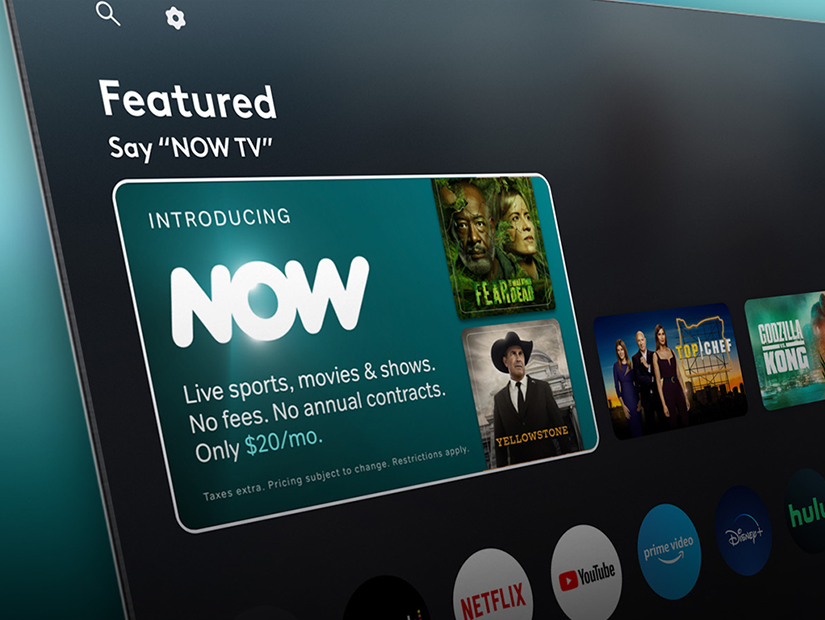 Featured
Say “NOW TV”
INTRODUCING
NOW
Live sports, movies & shows.
No fees. No annual contracts.
Only $20/mo.
Taxes extra. Pricing subject to change. Restrictions apply.
FEAR THE WALKING DEAD
YELLOWSTONE
TOP CHEF
GODZILLA
VS.
KONG
NETFLIX
YouTube
prime video
Disney+
hulu